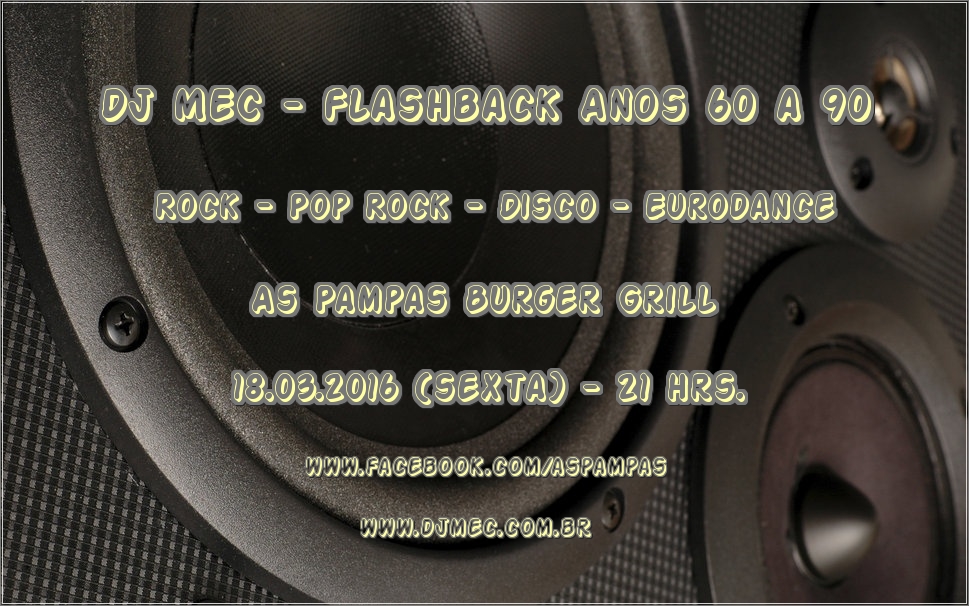 DJ MEC - FLASHBACK ANOS 60 A 90
ROCK - POP ROCK - DISCO - EURODANCE
AS PAMPAS BURGER GRILL
18.03.2016 (SEXTA) - 21 HRS.
WWW.FACEBOOK.COM/ASPAMPAS
WWW.DJMEC.COM.BR